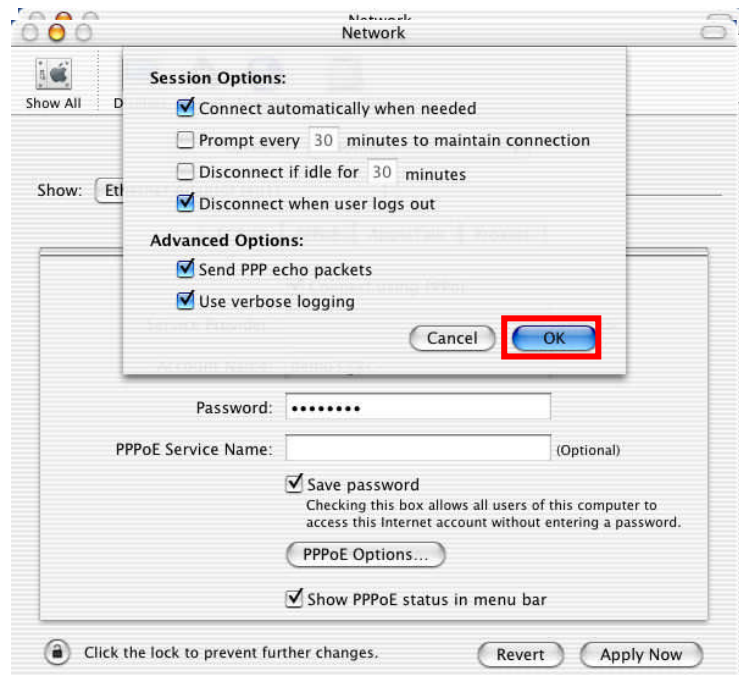 Network
Network
Show All D
Session Options:
Connect automatically when needed
Prompt every 30 minutes to maintain connection
Disconnect if idle for 30 minutes
Show: Eth
Disconnect when user logs out
Advanced Options:
Send PPP echo packets
Use verbose logging
Cancel OK
Password: ••••••••
PPPoE Service Name: (Optional)
Save password
Checking this box allows all users of this computer to
access this Internet account without entering a password.
PPPoE Options...
Show PPPoE status in menu bar
Click the lock to prevent further changes. Revert Apply Now